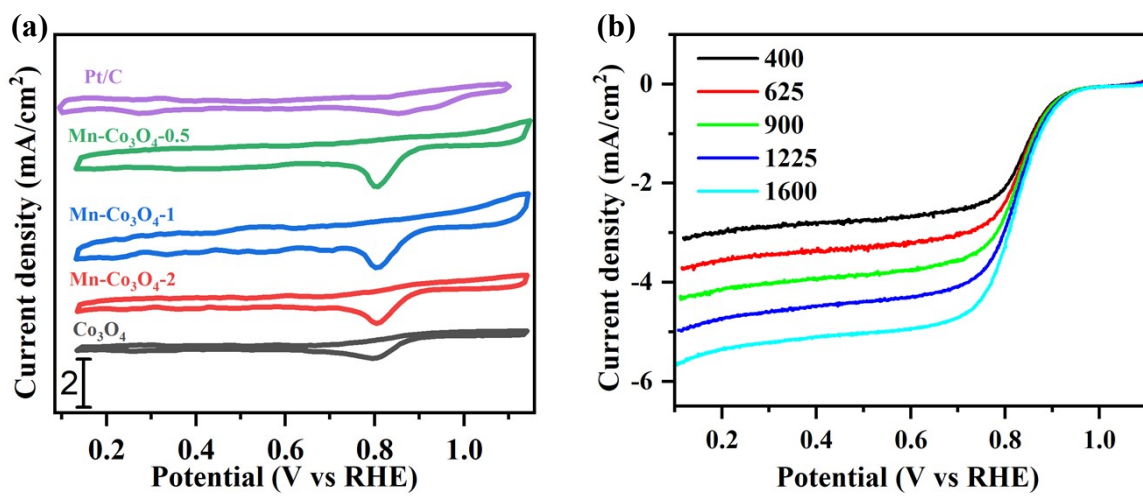 (a)
Current density (mA/cm²)
Pt/C
Mn-Co₃O₄-0.5
Mn-Co₃O₄-1
Mn-Co₃O₄-2
Co₃O₄
2
0.2 0.4 0.6 0.8 1.0
Potential (V vs RHE)
(b)
Current density (mA/cm²)
400
625
900
1225
1600
0
-2
-4
-6
0.2 0.4 0.6 0.8 1.0
Potential (V vs RHE)